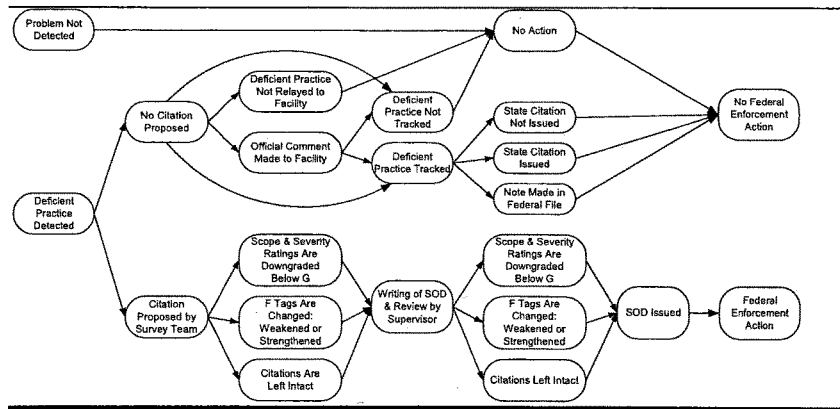 Problem Not
Detected
No Action
Deficient Practice
Not Relayed to
Facility
Deficient
Practice Not
Tracked
No Citation
Proposed
State Citation
Not Issued
No Federal
Enforcement
Action
Official Comment
Made to Facility
Deficient
Practice Tracked
State Citation
Issued
Note Made in
Federal File
Deficient
Practice
Detected
Scope & Severity
Ratings Are
Downgraded
Below G
Scope & Severity
Ratings Are
Downgraded
Below G
Citation
Proposed by
Survey Team
F Tags Are
Changed:
Weakened or
Strengthened
Writing of SOD
& Review by
Supervisor
F Tags Are
Changed:
Weakened or
Strengthened
SOD Issued
Federal
Enforcement
Action
Citations Are
Left Intact
Citations Left Intact